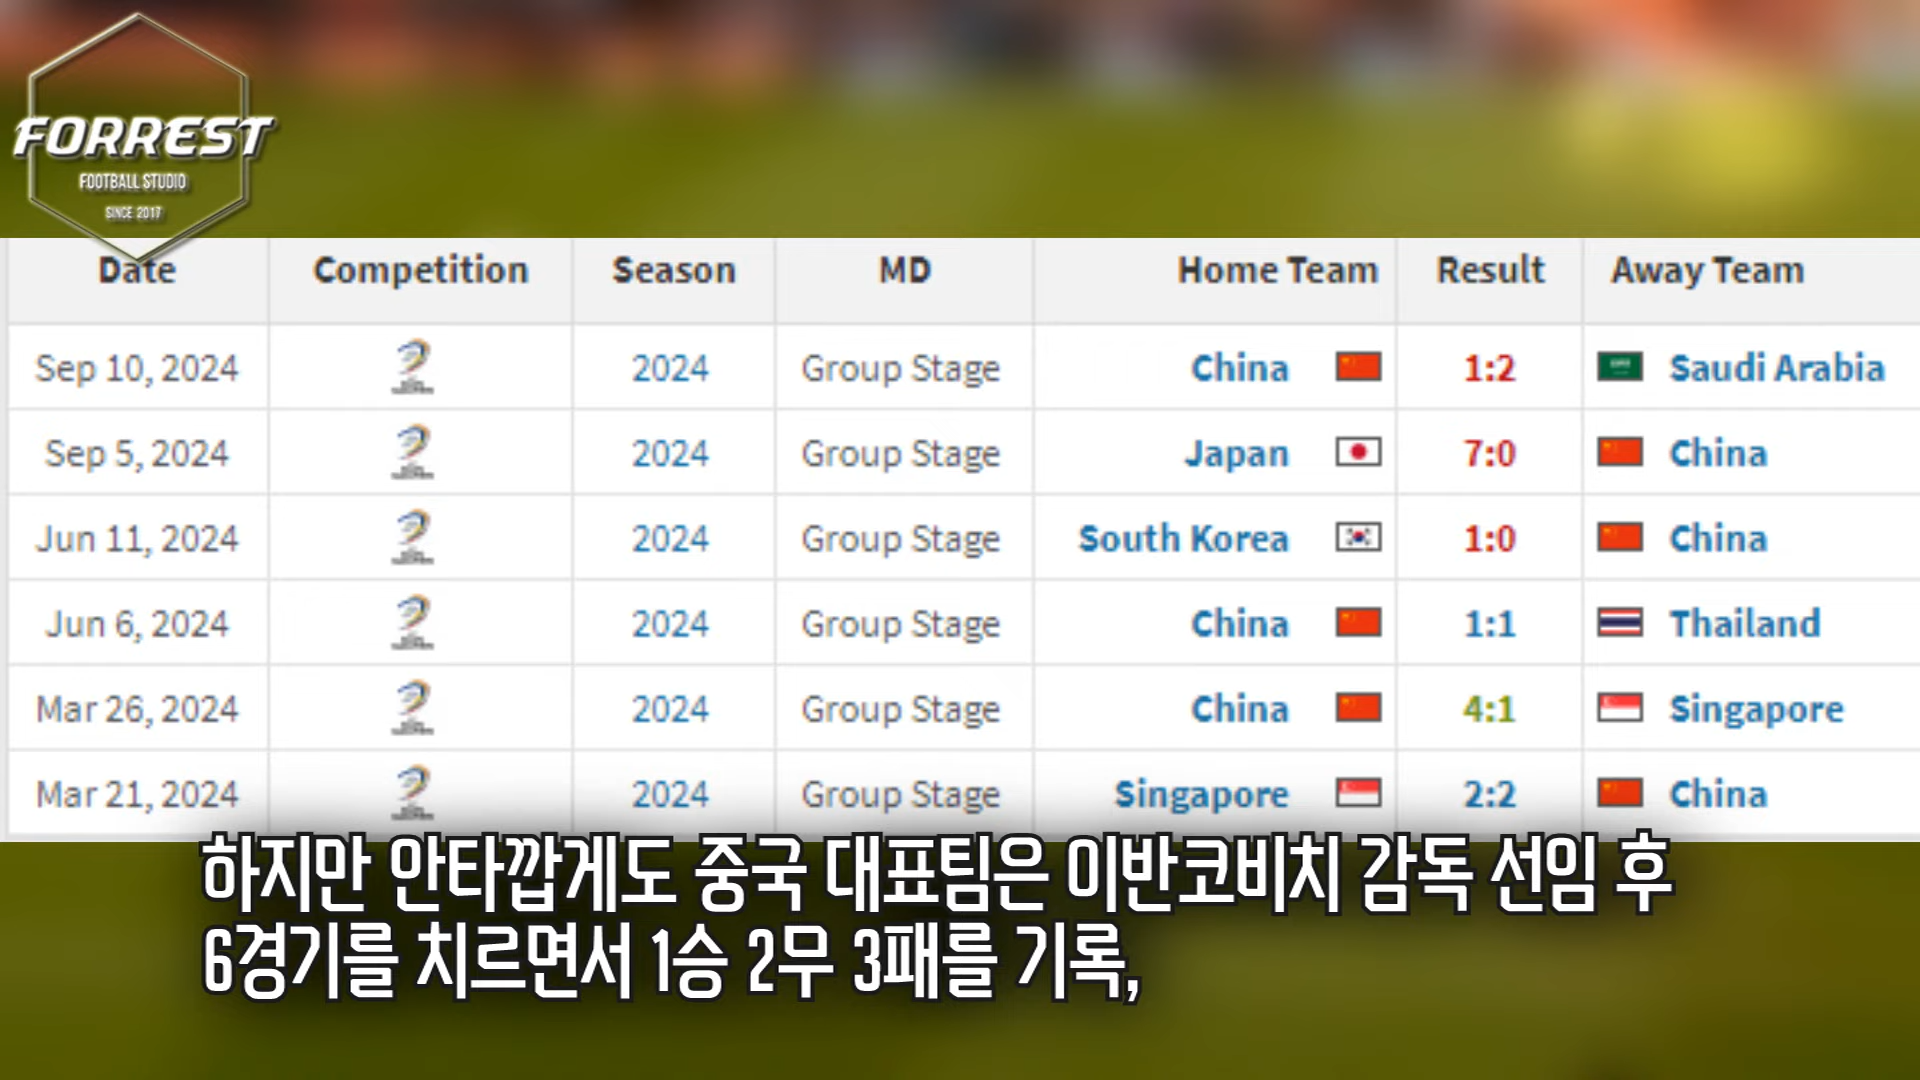 FORREST
FOOTBALL STUDIO
SINCE 2017
Date Competition Season MD Home Team Result Away Team
Sep 10, 2024 2024 Group Stage China 1:2 Saudi Arabia
Sep 5, 2024 2024 Group Stage Japan 7:0 China
Jun 11, 2024 2024 Group Stage South Korea 1:0 China
Jun 6, 2024 2024 Group Stage China 1:1 Thailand
Mar 26, 2024 2024 Group Stage China 4:1 Singapore
Mar 21, 2024 2024 Group Stage Singapore 2:2 China
하지만 안타깝게도 중국 대표팀은 이반코비치 감독 선임 후
6경기를 치르면서 1승 2무 3패를 기록,